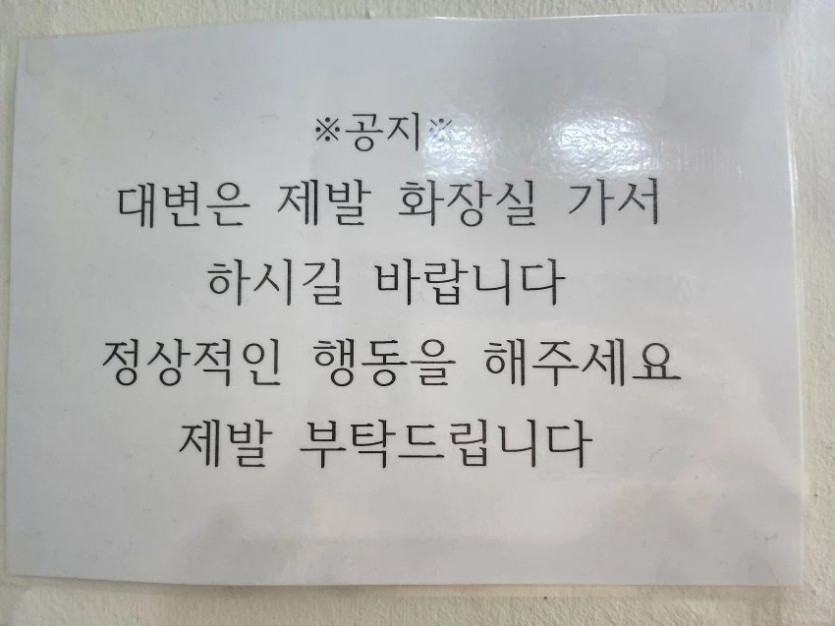 ※공지※
대변은 제발 화장실 가서
하시길 바랍니다
정상적인 행동을 해주세요
제발 부탁드립니다